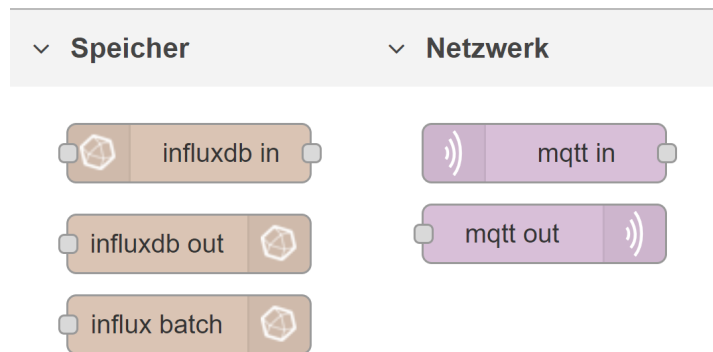 Speicher
influxdb in
influxdb out
influx batch
Netzwerk
mqtt in
mqtt out